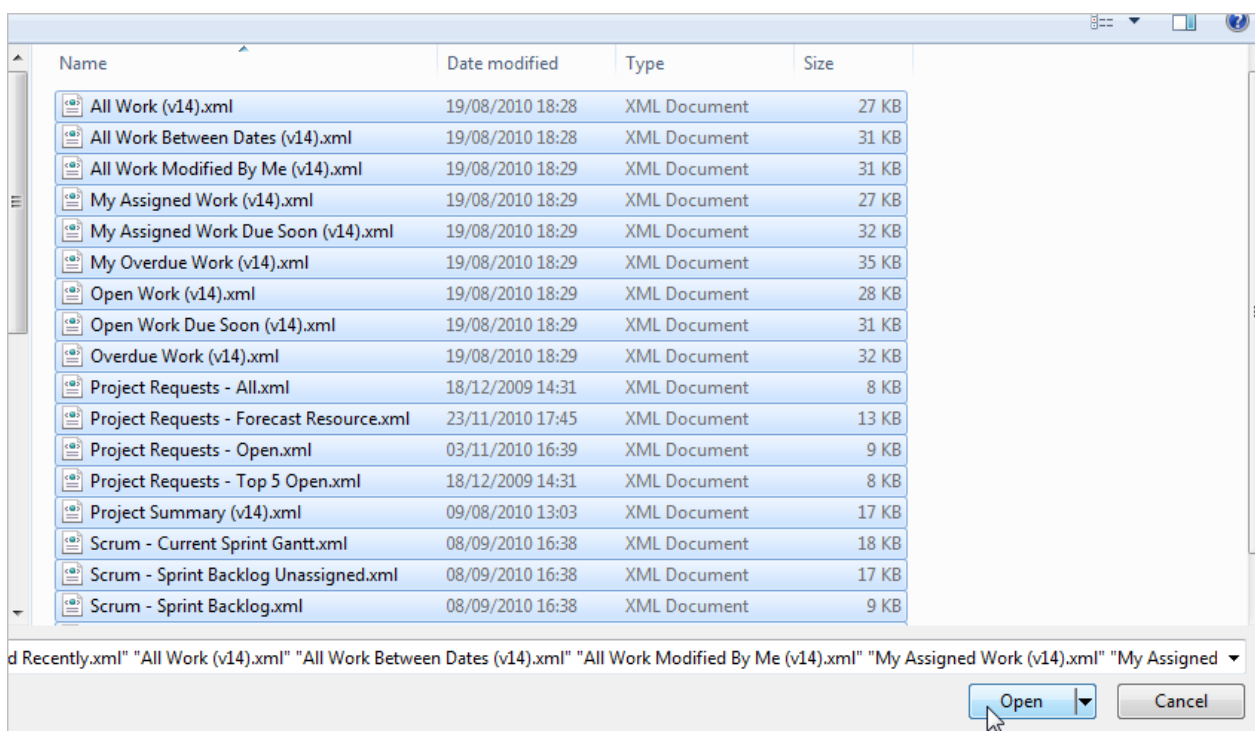 Name Date modified Type Size
All Work (v14).xml 19/08/2010 18:28 XML Document 27 KB
All Work Between Dates (v14).xml 19/08/2010 18:28 XML Document 31 KB
All Work Modified By Me (v14).xml 19/08/2010 18:29 XML Document 31 KB
My Assigned Work (v14).xml 19/08/2010 18:29 XML Document 27 KB
My Assigned Work Due Soon (v14).xml 19/08/2010 18:29 XML Document 32 KB
My Overdue Work (v14).xml 19/08/2010 18:29 XML Document 35 KB
Open Work (v14).xml 19/08/2010 18:29 XML Document 28 KB
Open Work Due Soon (v14).xml 19/08/2010 18:29 XML Document 31 KB
Overdue Work (v14).xml 19/08/2010 18:29 XML Document 32 KB
Project Requests - All.xml 18/12/2009 14:31 XML Document 8 KB
Project Requests - Forecast Resource.xml 23/11/2010 17:45 XML Document 13 KB
Project Requests - Open.xml 03/11/2010 16:39 XML Document 9 KB
Project Requests - Top 5 Open.xml 18/12/2009 14:31 XML Document 8 KB
Project Summary (v14).xml 09/08/2010 13:03 XML Document 17 KB
Scrum - Current Sprint Gantt.xml 08/09/2010 16:38 XML Document 18 KB
Scrum - Sprint Backlog Unassigned.xml 08/09/2010 16:38 XML Document 17 KB
Scrum - Sprint Backlog.xml 08/09/2010 16:38 XML Document 9 KB
d Recently.xml" "All Work (v14).xml" "All Work Between Dates (v14).xml" "All Work Modified By Me (v14).xml" "My Assigned Work (v14).xml" "My Assigned
Open Cancel